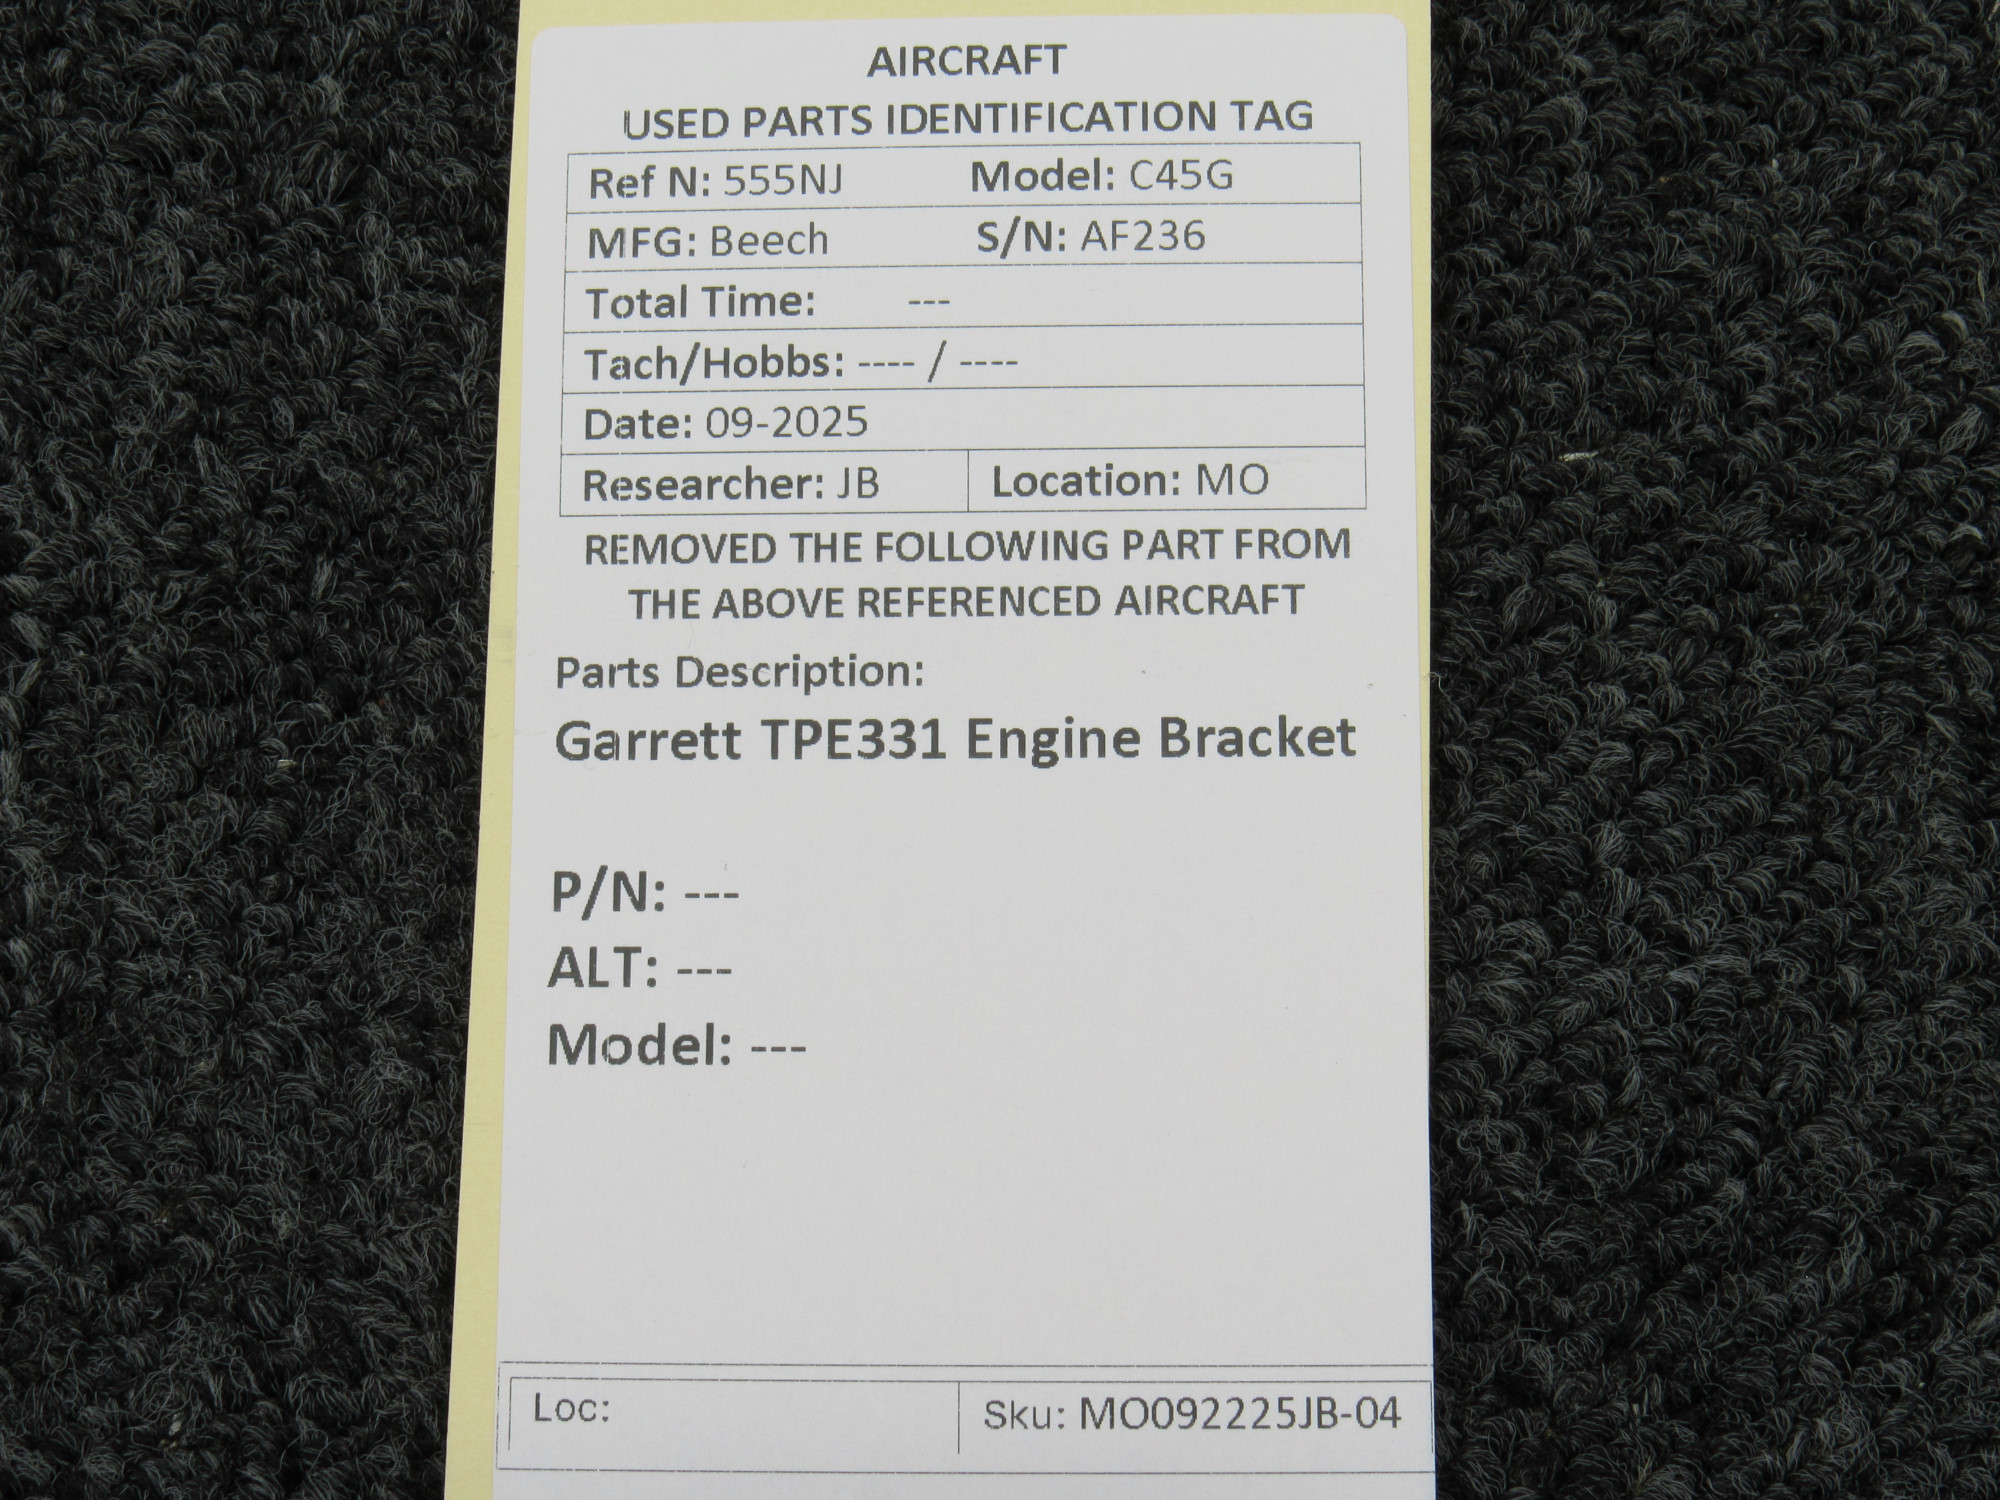 AIRCRAFT
USED PARTS IDENTIFICATION TAG
Ref N: 555NJ Model: C45G
MFG: Beech S/N: AF236
Total Time: ---
Tach/Hobbs: ---- / ----
Date: 09-2025
Researcher: JB Location: MO
REMOVED THE FOLLOWING PART FROM
THE ABOVE REFERENCED AIRCRAFT
Parts Description:
Garrett TPE331 Engine Bracket
P/N: ---
ALT: ---
Model: ---
Loc: Sku: MO092225JB-04